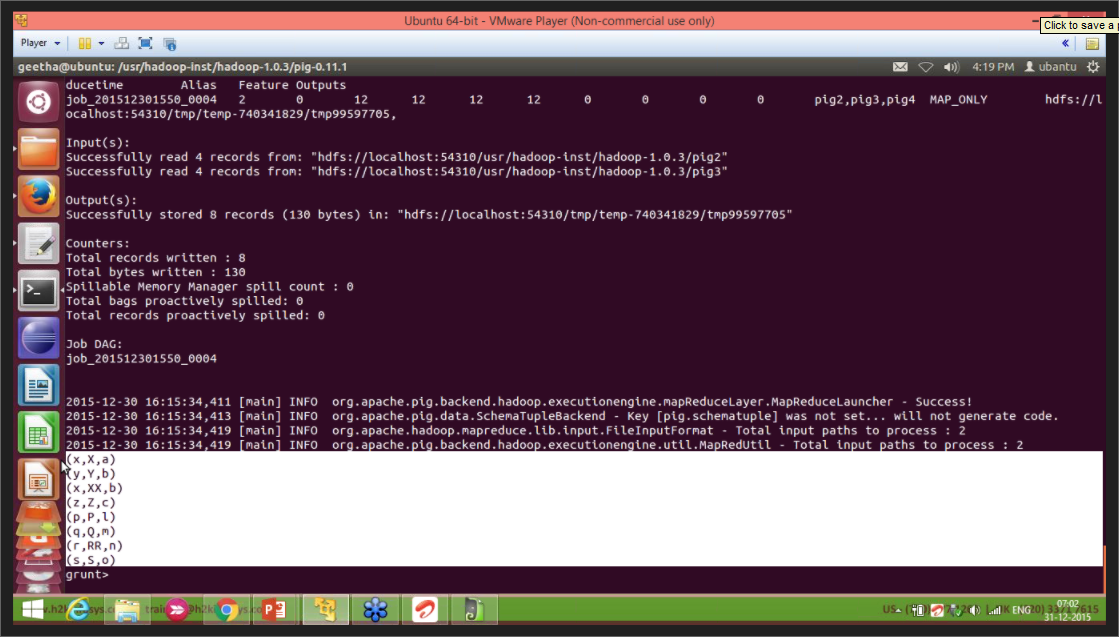 Ubuntu 64-bit - VMware Player (Non-commercial use only)
Click to save a p
Player
geetha@ubuntu: /usr/hadoop-inst/hadoop-1.0.3/pig-0.11.1
4:19 PM
ubantu
ducetime Alias Feature Outputs
job_201512301550_0004 2 0 12 12 12 12 0 0 0 0 pig2,pig3,pig4 MAP_ONLY hdfs://l
ocalhost:54310/tmp/temp-740341829/tmp99597705,
Input(s):
Successfully read 4 records from: "hdfs://localhost:54310/usr/hadoop-inst/hadoop-1.0.3/pig2"
Successfully read 4 records from: "hdfs://localhost:54310/usr/hadoop-inst/hadoop-1.0.3/pig3"
Output(s):
Successfully stored 8 records (130 bytes) in: "hdfs://localhost:54310/tmp/temp-740341829/tmp99597705"
Counters:
Total records written : 8
Total bytes written : 130
Spillable Memory Manager spill count : 0
Total bags proactively spilled: 0
Total records proactively spilled: 0
Job DAG:
job_201512301550_0004
2015-12-30 16:15:34,411 [main] INFO org.apache.pig.backend.hadoop.executionengine.mapReduceLayer.MapReduceLauncher - Success!
2015-12-30 16:15:34,413 [main] INFO org.apache.pig.data.SchemaTupleBackend - Key [pig.schematuple] was not set... will not generate code.
2015-12-30 16:15:34,419 [main] INFO org.apache.hadoop.mapreduce.lib.input.FileInputFormat - Total input paths to process : 2
2015-12-30 16:15:34,419 [main] INFO org.apache.pig.backend.hadoop.executionengine.util.MapRedUtil - Total input paths to process : 2
(x,X,a)
(y,Y,b)
(x,XX,b)
(z,Z,c)
(p,P,l)
(q,Q,m)
(r,RR,n)
(s,S,o)
grunt>
ENG
07:02
31-12-2015